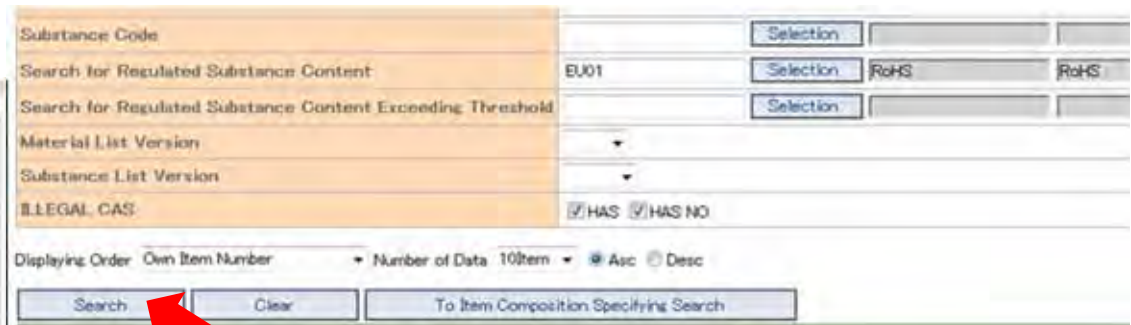 Substance Code Selection
Search for Regulated Substance Content EU01 Selection RoHS RoHS
Search for Regulated Substance Content Exceeding Threshold Selection
Material List Version
Substance List Version
ILLEGAL CAS HAS HAS NO
Displaying Order Own Item Number Number of Data 10Item Asc Desc
Search Clear To Item Composition Specifying Search